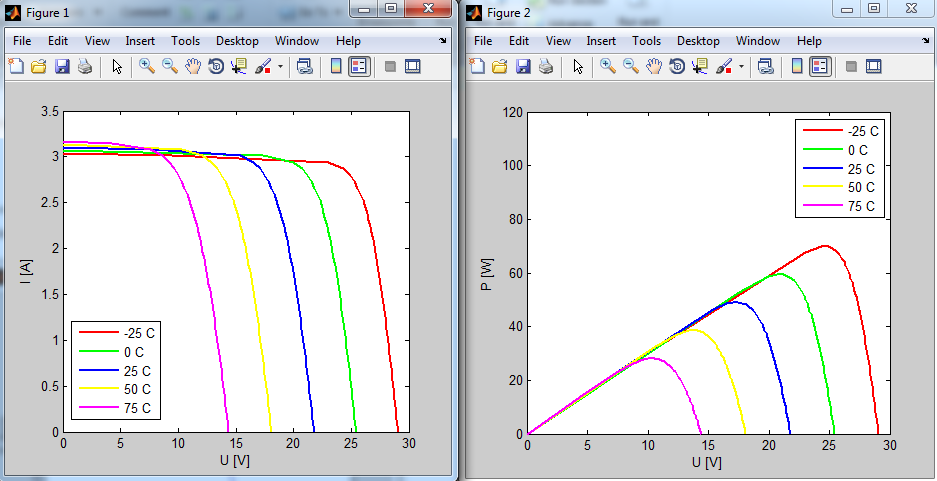 Figure 1
File Edit View Insert Tools Desktop Window Help
3.5
3
2.5
2
1.5
1
0.5
0
I [A]
-25 C
0 C
25 C
50 C
75 C
0 5 10 15 20 25 30
U [V]
Figure 2
File Edit View Insert Tools Desktop Window Help
120
100
80
60
40
20
0
P [W]
-25 C
0 C
25 C
50 C
75 C
0 5 10 15 20 25 30
U [V]